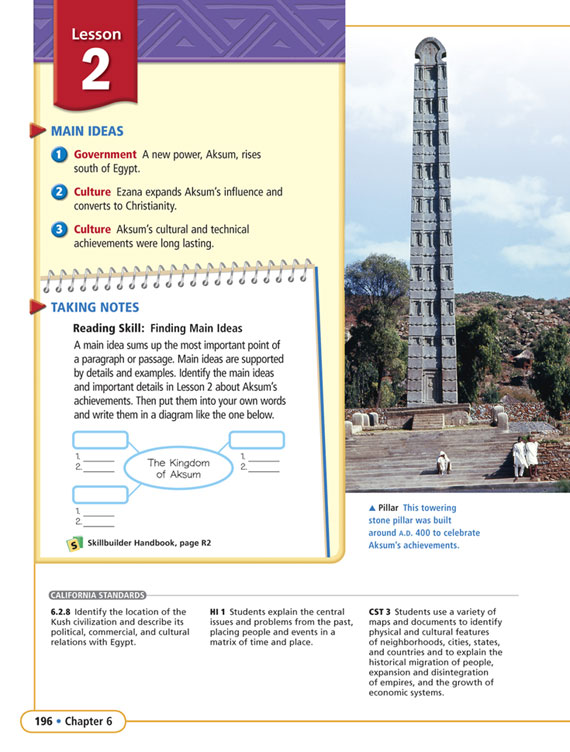 Lesson
2
MAIN IDEAS
1 Government A new power, Aksum, rises
south of Egypt.
2 Culture Ezana expands Aksum's influence and
converts to Christianity.
3 Culture Aksum's cultural and technical
achievements were long lasting.
TAKING NOTES
Reading Skill: Finding Main Ideas
A main idea sums up the most important point of
a paragraph or passage. Main ideas are supported
by details and examples. Identify the main ideas
and important details in Lesson 2 about Aksum's
achievements. Then put them into your own words
and write them in a diagram like the one below.
The Kingdom
of Aksum
1.
2.
1.
2.
1.
2.
S Skillbuilder Handbook, page R2
▲ Pillar This towering
stone pillar was built
around A.D. 400 to celebrate
Aksum's achievements.
CALIFORNIA STANDARDS
6.2.8 Identify the location of the
Kush civilization and describe its
political, commercial, and cultural
relations with Egypt.
HI 1 Students explain the central
issues and problems from the past,
placing people and events in a
matrix of time and place.
CST 3 Students use a variety of
maps and documents to identify
physical and cultural features
of neighborhoods, cities, states,
and countries and to explain the
historical migration of people,
expansion and disintegration
of empires, and the growth of
economic systems.
196 • Chapter 6